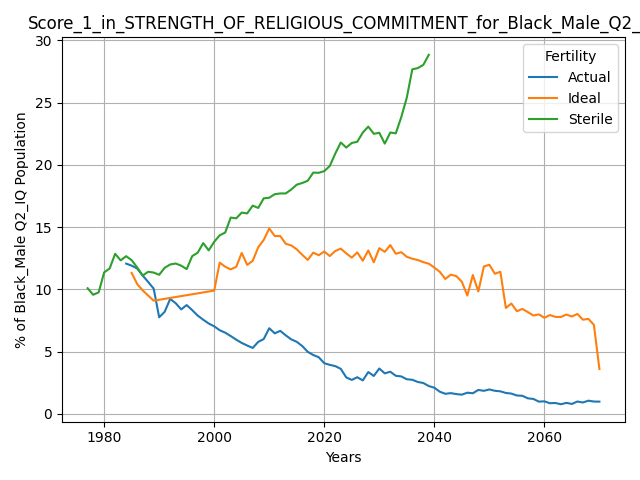 Score_1_in_STRENGTH_OF_RELIGIOUS_COMMITMENT_for_Black_Male_Q2_
Fertility
Actual
Ideal
Sterile
% of Black_Male Q2_IQ Population
30
25
20
15
10
5
0
1980
2000
2020
2040
2060
Years